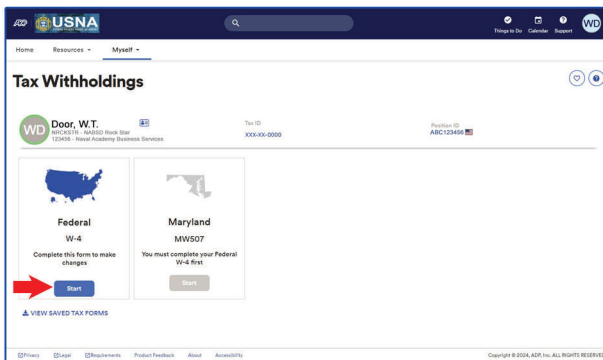 ADP USNA
Things to Do Calendar Support WD
Home Resources Myself
Tax Withholdings
WD Door, W.T. Tax ID Position ID
NRCKSTR - NABSD Rock Star XXX-XX-0000 ABC123456
123456 - Naval Academy Business Services
Federal Maryland
W-4 MW507
Complete this form to make You must complete your Federal
changes W-4 first
Start Start
VIEW SAVED TAX FORMS
Privacy Legal Requirements Product Feedback About Accessibility Copyright © 2024, ADP, Inc. ALL RIGHTS RESERVED